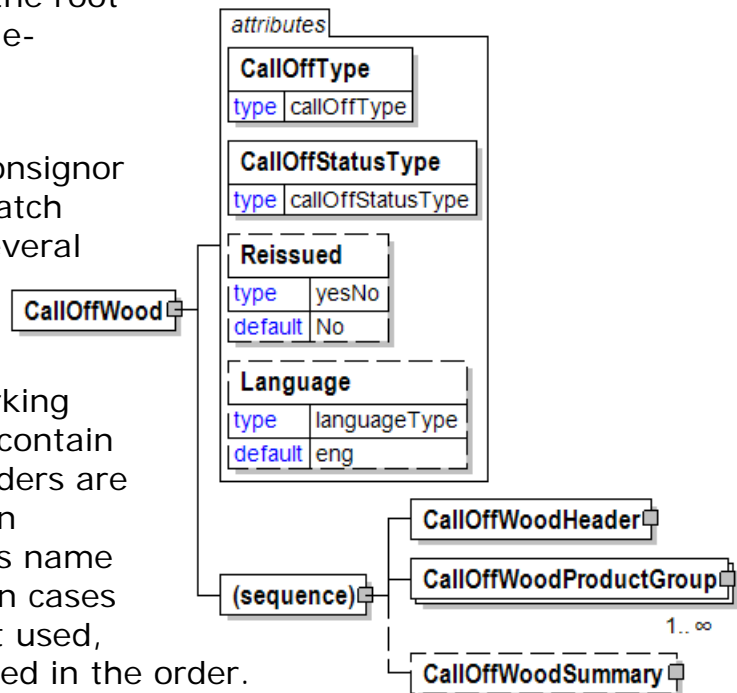 the root
e-
onsignor
atch
everal
rking
contain
ders are
n
s name
n cases
t used,
ed in the order.
CallOffWood
attributes
CallOffType
type callOffType
CallOffStatusType
type callOffStatusType
Reissued
type yesNo
default No
Language
type languageType
default eng
(sequence)
CallOffWoodHeader
CallOffWoodProductGroup
1.. ∞
CallOffWoodSummary